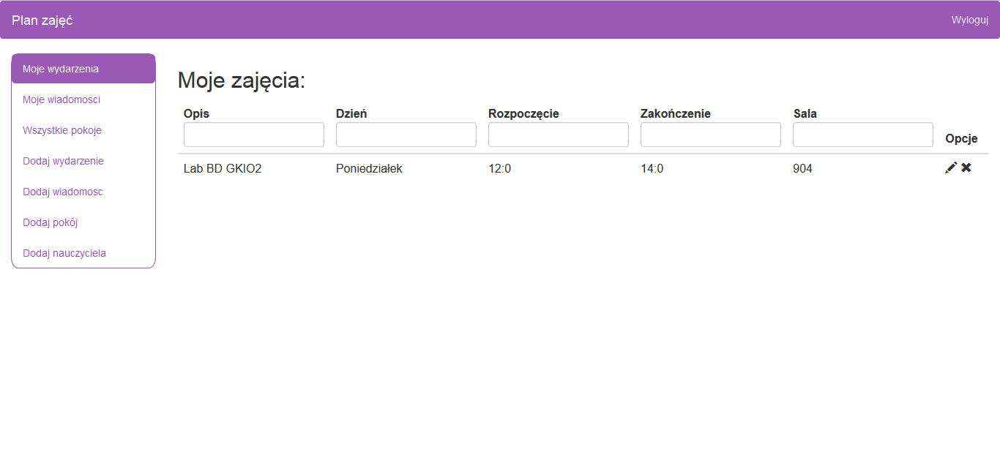 Plan zajęć Wyloguj
Moje wydarzenia
Moje wiadomosci
Wszystkie pokoje
Dodaj wydarzenie
Dodaj wiadomosc
Dodaj pokój
Dodaj nauczyciela
Moje zajęcia:
Opis Dzień Rozpoczęcie Zakończenie Sala Opcje
Lab BD GKIO2 Poniedziałek 12:0 14:0 904